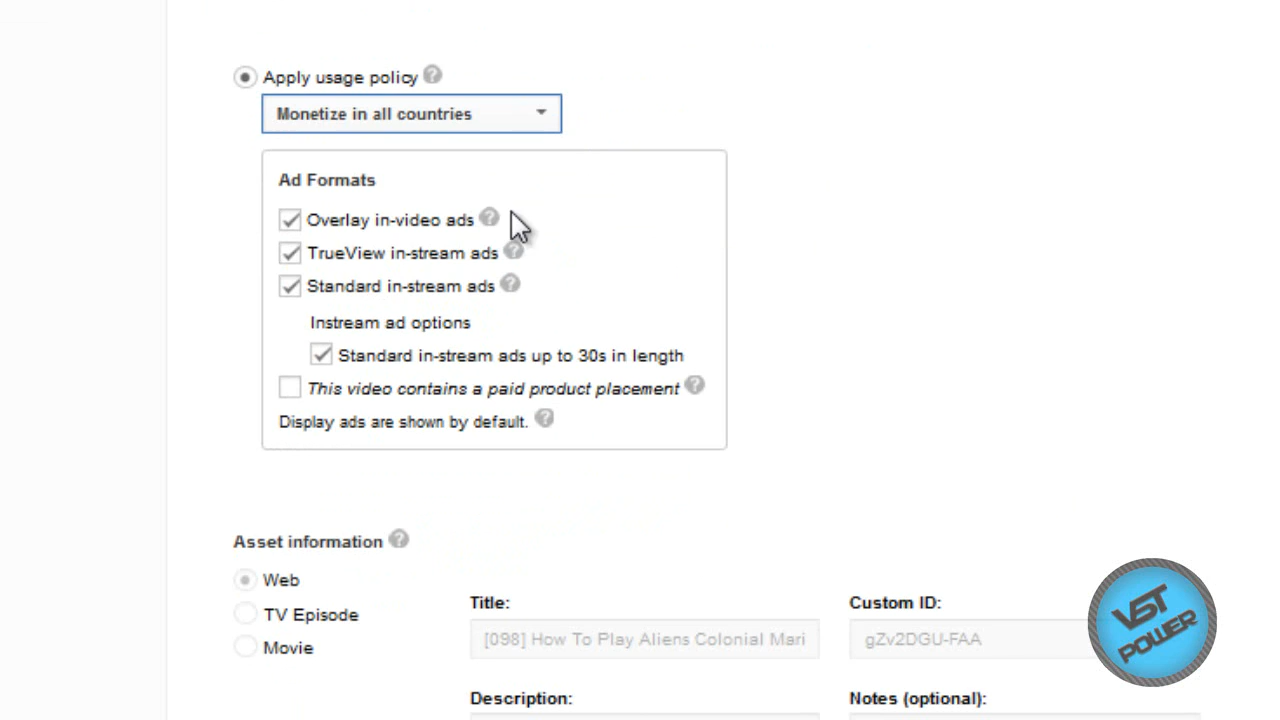 Apply usage policy ?
Monetize in all countries
Ad Formats
Overlay in-video ads ?
TrueView in-stream ads ?
Standard in-stream ads ?
Instream ad options
Standard in-stream ads up to 30s in length
This video contains a paid product placement ?
Display ads are shown by default. ?
Asset information ?
Web
TV Episode
Movie
Title:
Custom ID:
[098] How To Play Aliens Colonial Mari
gZv2DGU-FAA
Description:
Notes (optional):
VST
POWER